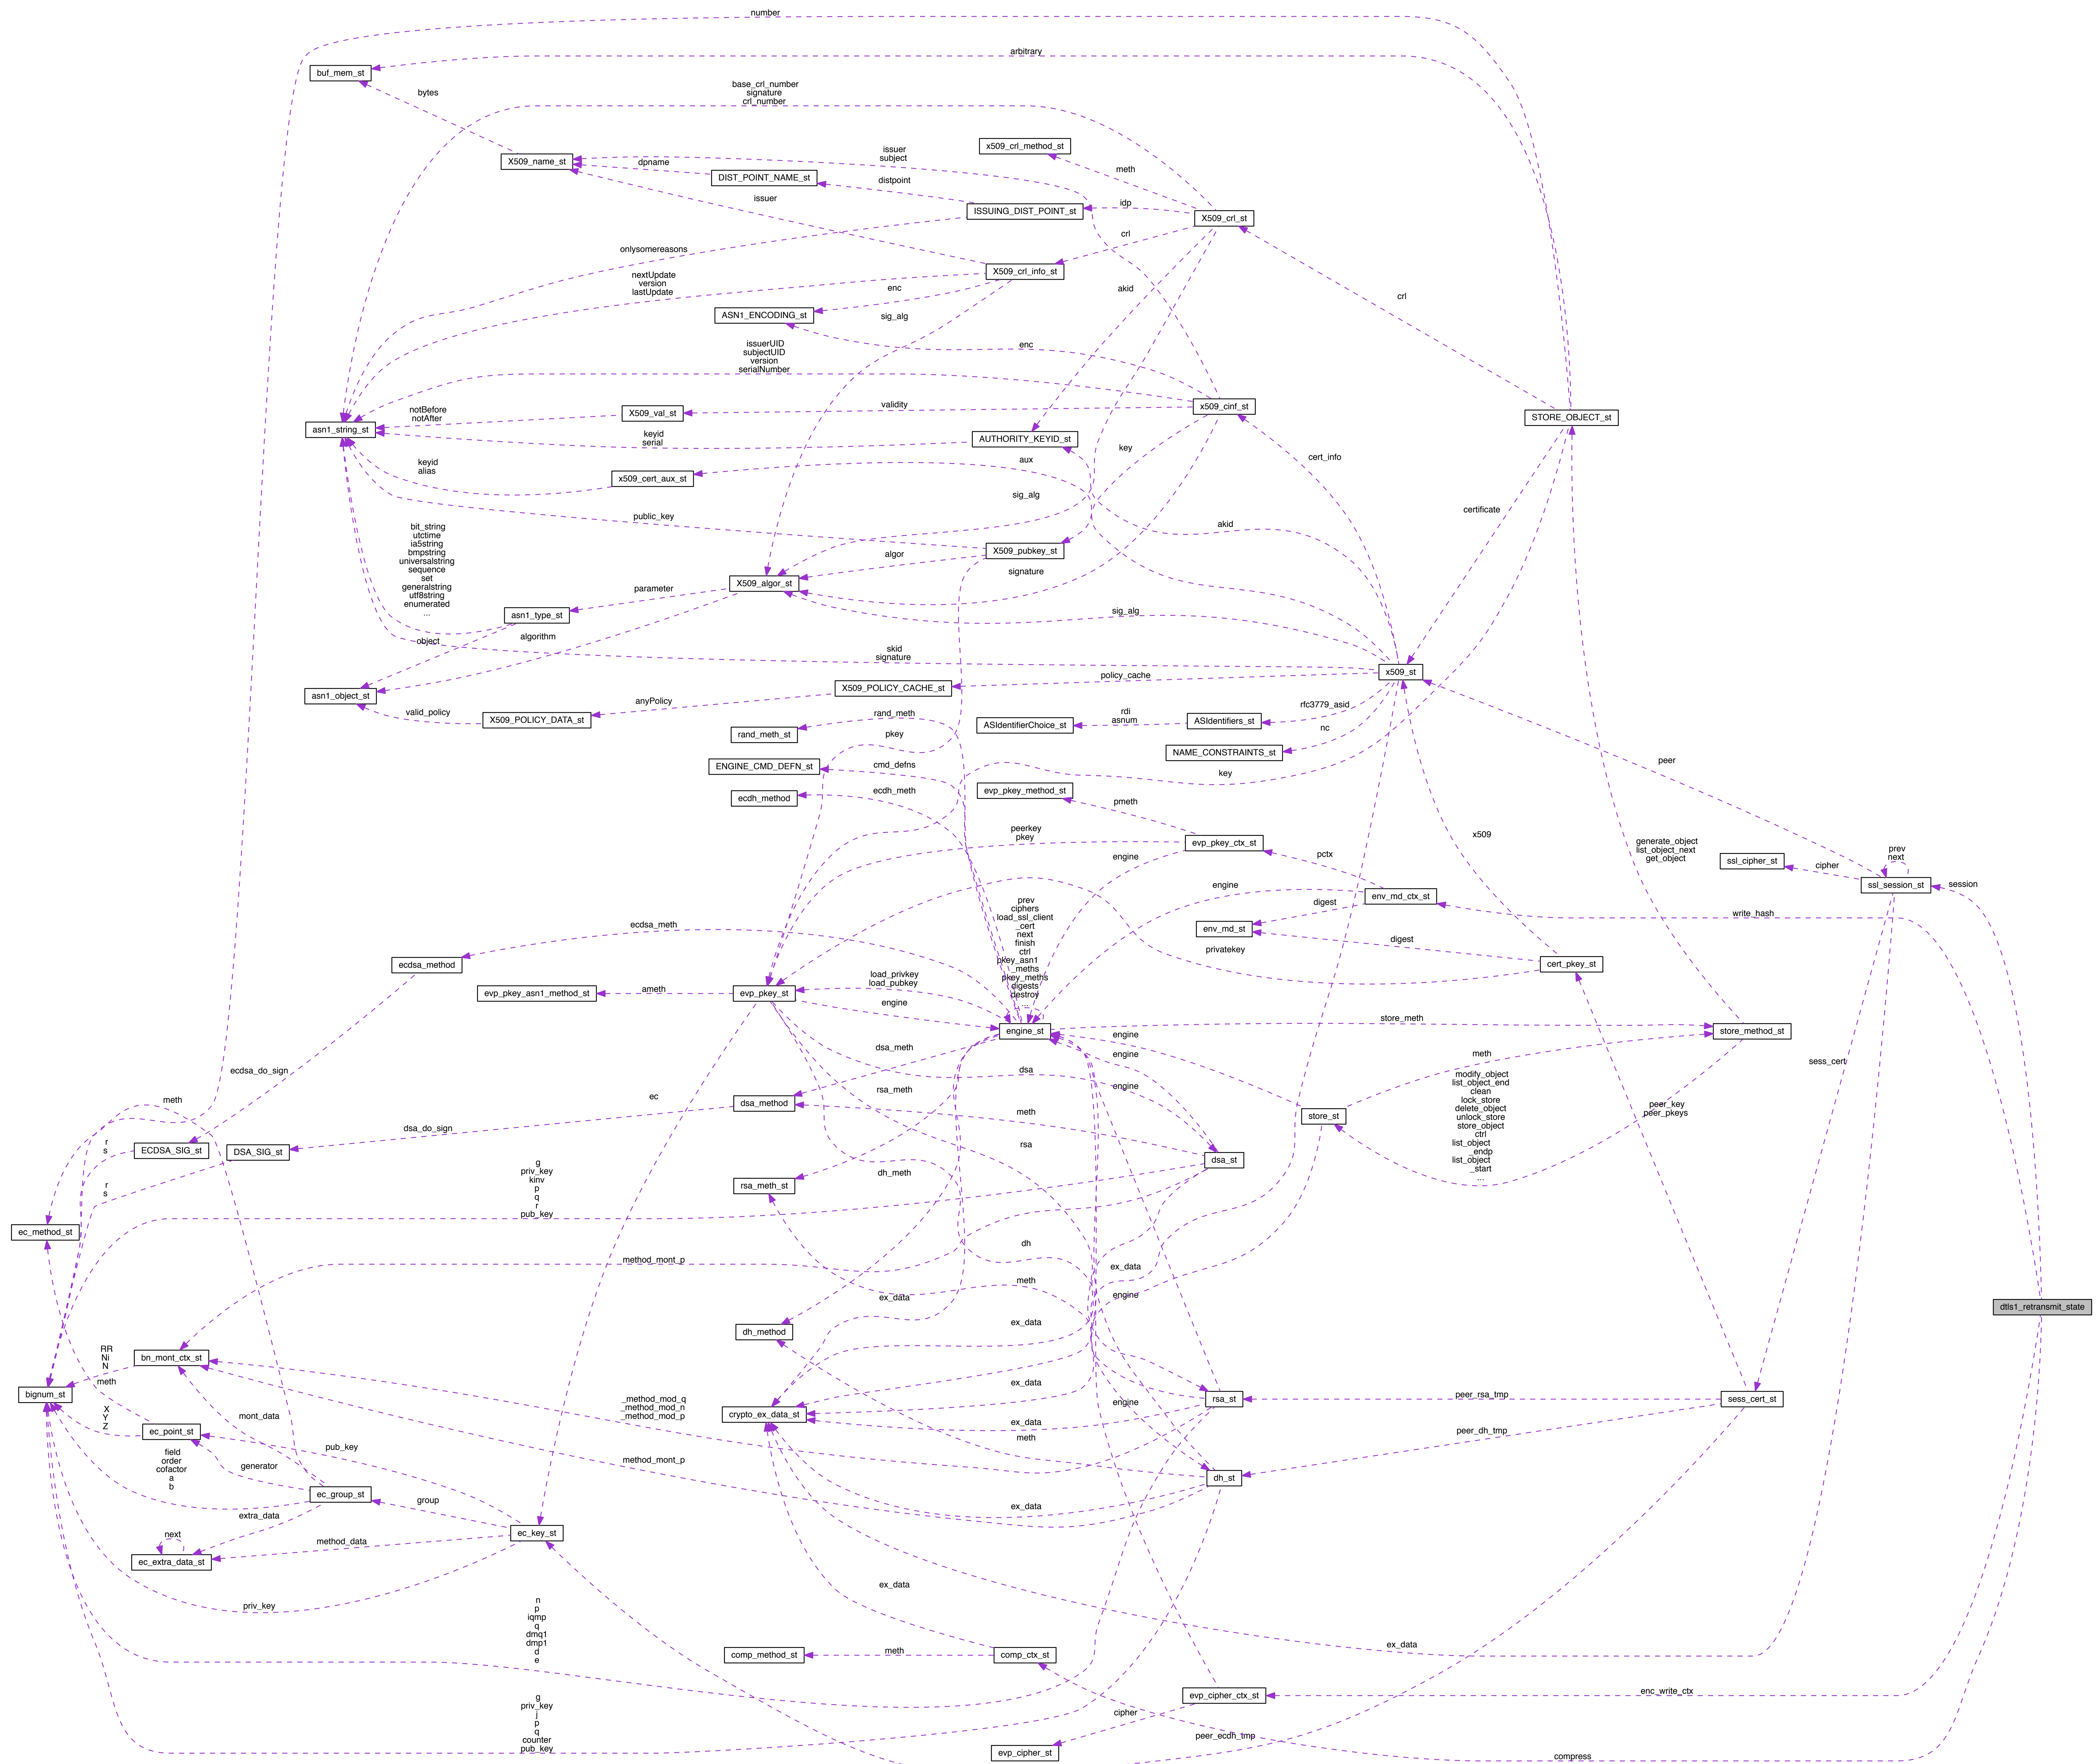 number
arbitrary
buf_mem_st
base_crl_number
signature
crl_number
bytes
x509_crl_method_st
issuer
subject
X509_name_st
dpname
meth
DIST_POINT_NAME_st
distpoint
issuer
idp
ISSUING_DIST_POINT_st
X509_crl_st
crl
onlysomereasons
X509_crl_info_st
nextUpdate
version
lastUpdate
enc
akid
crl
ASN1_ENCODING_st
sig_alg
issuerUID
subjectUID
version
serialNumber
enc
validity
x509_cinf_st
X509_val_st
notBefore
notAfter
STORE_OBJECT_st
asn1_string_st
keyid
serial
AUTHORITY_KEYID_st
key
cert_info
aux
keyid
alias
x509_cert_aux_st
sig_alg
certificate
public_key
akid
bit_string
utctime
ia5string
bmpstring
universalstring
sequence
set
generalstring
utf8string
enumerated
...
X509_pubkey_st
algor
signature
X509_algor_st
parameter
asn1_type_st
sig_alg
object
algorithm
skid
signature
x509_st
policy_cache
X509_POLICY_CACHE_st
asn1_object_st
anyPolicy
valid_policy
X509_POLICY_DATA_st
rfc3779_asid
rand_meth
rdi
asnum
ASIdentifiers_st
ASIdentifierChoice_st
nc
rand_meth_st
pkey
NAME_CONSTRAINTS_st
peer
ENGINE_CMD_DEFN_st
cmd_defns
key
ecdh_meth
evp_pkey_method_st
ecdh_method
pmeth
peerkey
pkey
evp_pkey_ctx_st
x509
generate_object
list_object_next
get_object
prev
next
engine
pctx
ssl_cipher_st
cipher
ssl_session_st
session
engine
env_md_ctx_st
prev
ciphers
load_ssl_client
_cert
next
finish
ctrl
pkey_asn1
_meths
pkey_meths
digests
destroy
...
digest
write_hash
ecdsa_meth
env_md_st
digest
privatekey
ecdsa_method
cert_pkey_st
load_privkey
load_pubkey
evp_pkey_asn1_method_st
ameth
evp_pkey_st
engine
engine_st
store_meth
store_method_st
engine
dsa_meth
engine
meth
sess_cert
ecdsa_do_sign
dsa
modify_object
list_object_end
clean
lock_store
delete_object
unlock_store
store_object
ctrl
list_object
_endp
list_object
_start
...
engine
meth
ec
rsa_meth
dsa_method
meth
store_st
peer_key
peer_pkeys
dsa_do_sign
r
s
ECDSA_SIG_st
DSA_SIG_st
rsa
dsa_st
g
priv_key
kinv
p
q
r
pub_key
dh_meth
rsa_meth_st
r
s
ec_method_st
dh
method_mont_p
ex_data
meth
ex_data
engine
dtls1_retransmit_state
ex_data
dh_method
RR
Ni
N
bn_mont_ctx_st
meth
ex_data
bignum_st
_method_mod_q
_method_mod_n
_method_mod_p
engine
rsa_st
peer_rsa_tmp
sess_cert_st
X
Y
Z
mont_data
crypto_ex_data_st
ex_data
ec_point_st
meth
peer_dh_tmp
pub_key
field
order
cofactor
a
b
generator
method_mont_p
dh_st
ec_group_st
group
ex_data
extra_data
next
method_data
ec_key_st
ec_extra_data_st
ex_data
priv_key
n
p
iqmp
q
dmq1
dmp1
d
e
ex_data
comp_method_st
meth
comp_ctx_st
enc_write_ctx
evp_cipher_ctx_st
g
priv_key
j
p
q
counter
pub_key
cipher
peer_ecdh_tmp
evp_cipher_st
compress